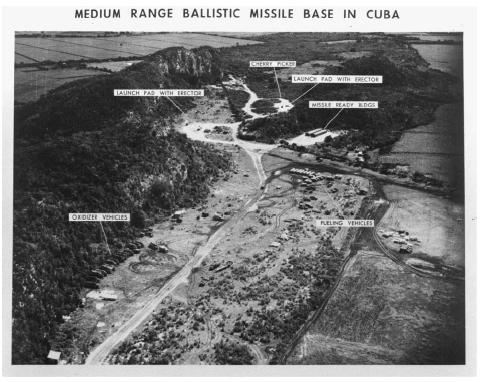 MEDIUM RANGE BALLISTIC MISSILE BASE IN CUBA
CHERRY PICKER
LAUNCH PAD WITH ERECTOR
LAUNCH PAD WITH ERECTOR
MISSILE READY BLDGS
OXIDIZER VEHICLES
FUELING VEHICLES